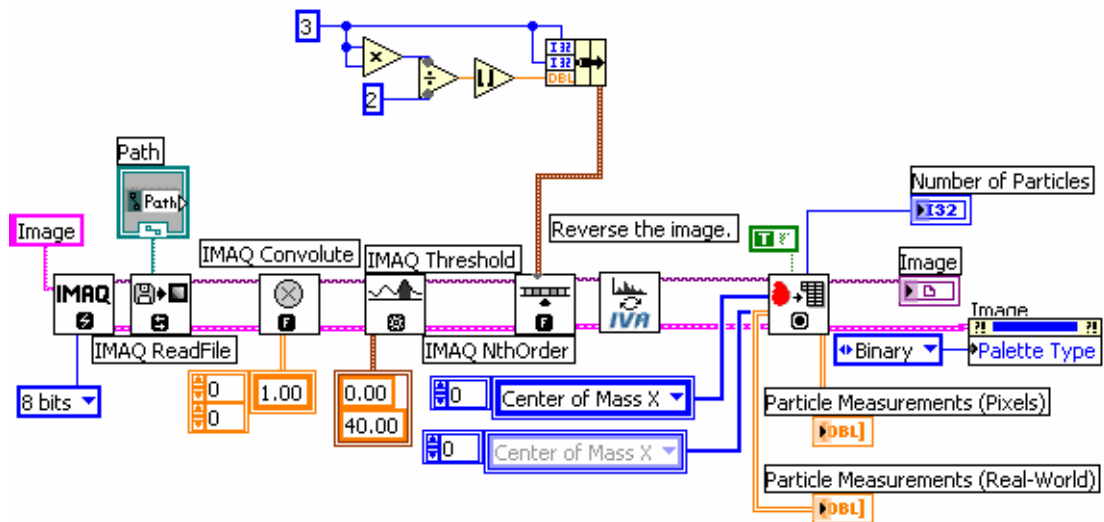 3
I32
I32
DBL
x
÷
2
Path
Path
Number of Particles
I32
Image
Reverse the image.
IMAQ Convolute
IMAQ Threshold
T
Image
IMAQ
F
F
IVA
Image
?!
?!
IMAQ ReadFile
IMAQ NthOrder
Binary
Palette Type
8 bits
0
0
1.00
0.00
40.00
0
Center of Mass X
0
Center of Mass X
Particle Measurements (Pixels)
DBL]
Particle Measurements (Real-World)
DBL]